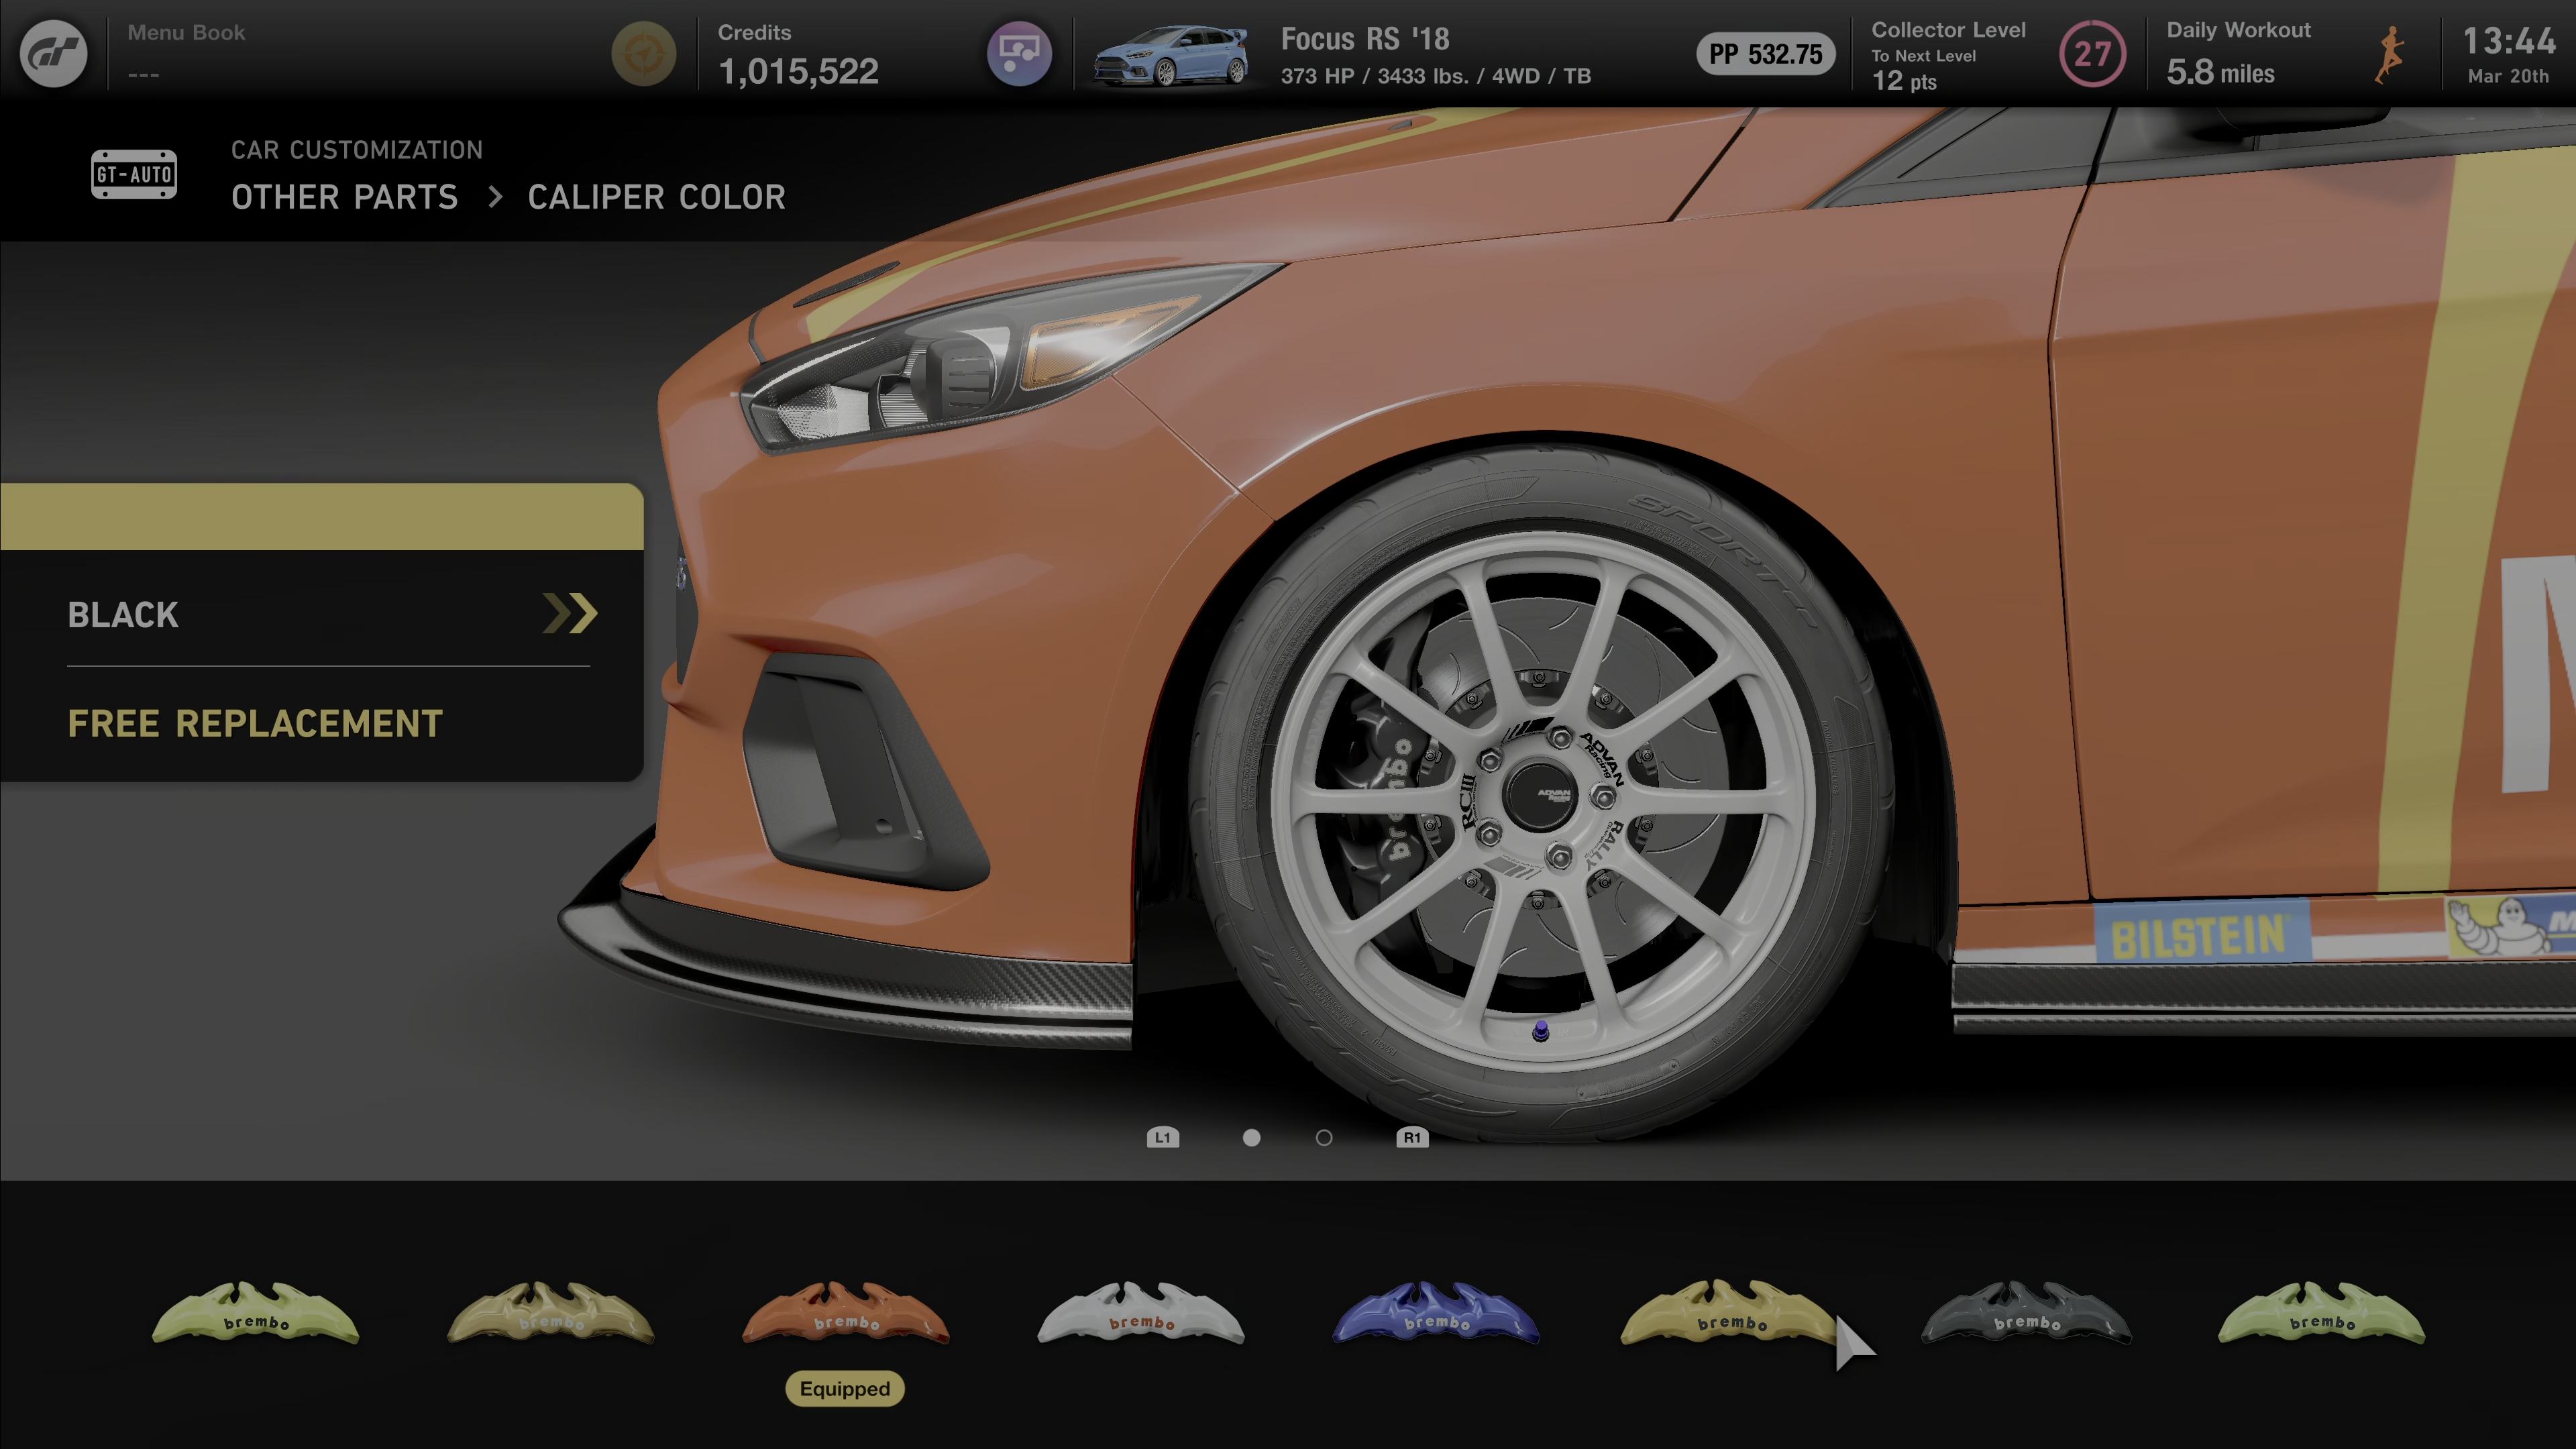 Menu Book
---
Credits
1,015,522
Focus RS '18
373 HP / 3433 lbs. / 4WD / TB
PP 532.75
Collector Level
To Next Level
12 pts
27
Daily Workout
5.8 miles
13:44
Mar 20th
GT-AUTO
CAR CUSTOMIZATION
OTHER PARTS > CALIPER COLOR
BLACK
FREE REPLACEMENT
brembo
ADVAN
Racing
RCIII
ADVAN
Racing
RALLY
BILSTEIN
L1
R1
brembo
brembo
brembo
brembo
brembo
brembo
brembo
brembo
Equipped